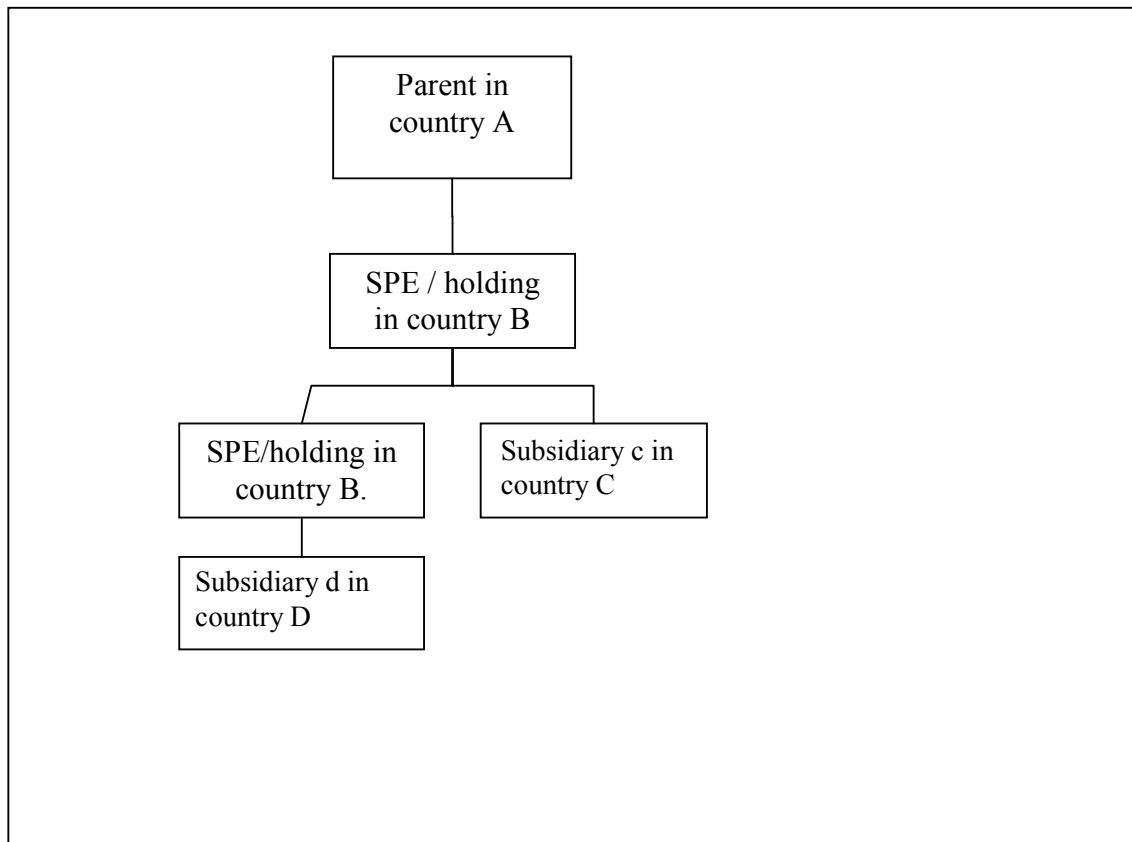 Parent in
country A
SPE / holding
in country B
SPE/holding in
country B.
Subsidiary c in
country C
Subsidiary d in
country D